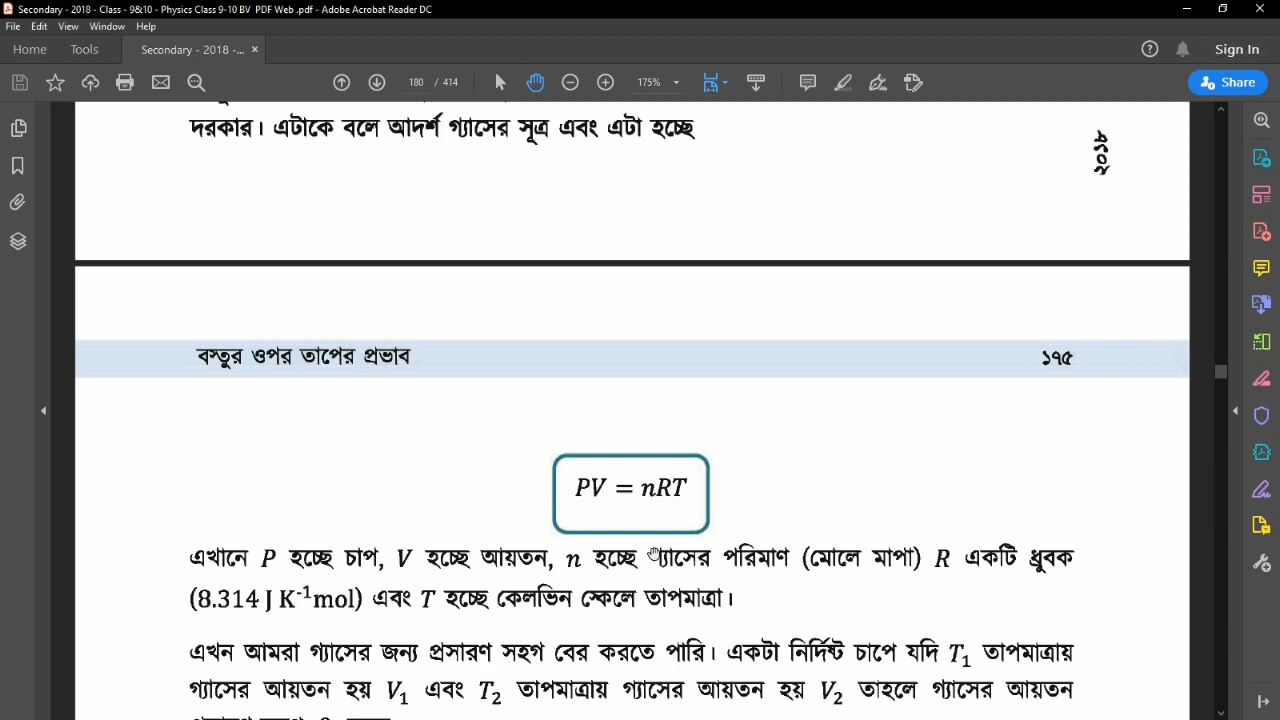 Secondary - 2018 - Class - 9&10 - Physics Class 9-10 BV PDF Web .pdf - Adobe Acrobat Reader DC
File Edit View Window Help
Home Tools Secondary - 2018 -... × Sign In
180 / 414 175% Share
দরকার। এটাকে বলে আদর্শ গ্যাসের সূত্র এবং এটা হচ্ছে
২০১৮
বস্তুর ওপর তাপের প্রভাব ১৭৫
PV = nRT
এখানে P হচ্ছে চাপ, V হচ্ছে আয়তন, n হচ্ছে গ্যাসের পরিমাণ (মোলে মাপা) R একটি ধ্রুবক
(8.314 J K⁻¹mol) এবং T হচ্ছে কেলভিন স্কেলে তাপমাত্রা।
এখন আমরা গ্যাসের জন্য প্রসারণ সহগ বের করতে পারি। একটা নির্দিষ্ট চাপে যদি T₁ তাপমাত্রায়
গ্যাসের আয়তন হয় V₁ এবং T₂ তাপমাত্রায় গ্যাসের আয়তন হয় V₂ তাহলে গ্যাসের আয়তন